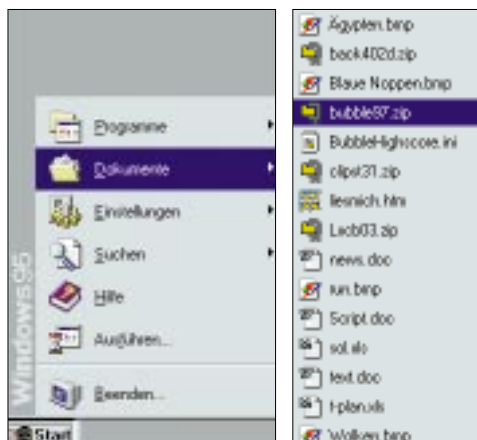 Programme
Dokumente
Einstellungen
Suchen
Hilfe
Ausführen...
Beenden...
Windows95
Start
Ägypten.bmp
back402d.zip
Blaue Noppen.bmp
bubble97.zip
BubbleHighscore.ini
clipst31.zip
liesmich.htm
news.doc
run.bmp
Script.doc
sol.xls
text.doc
t-plan.xls
Wolken.bmp